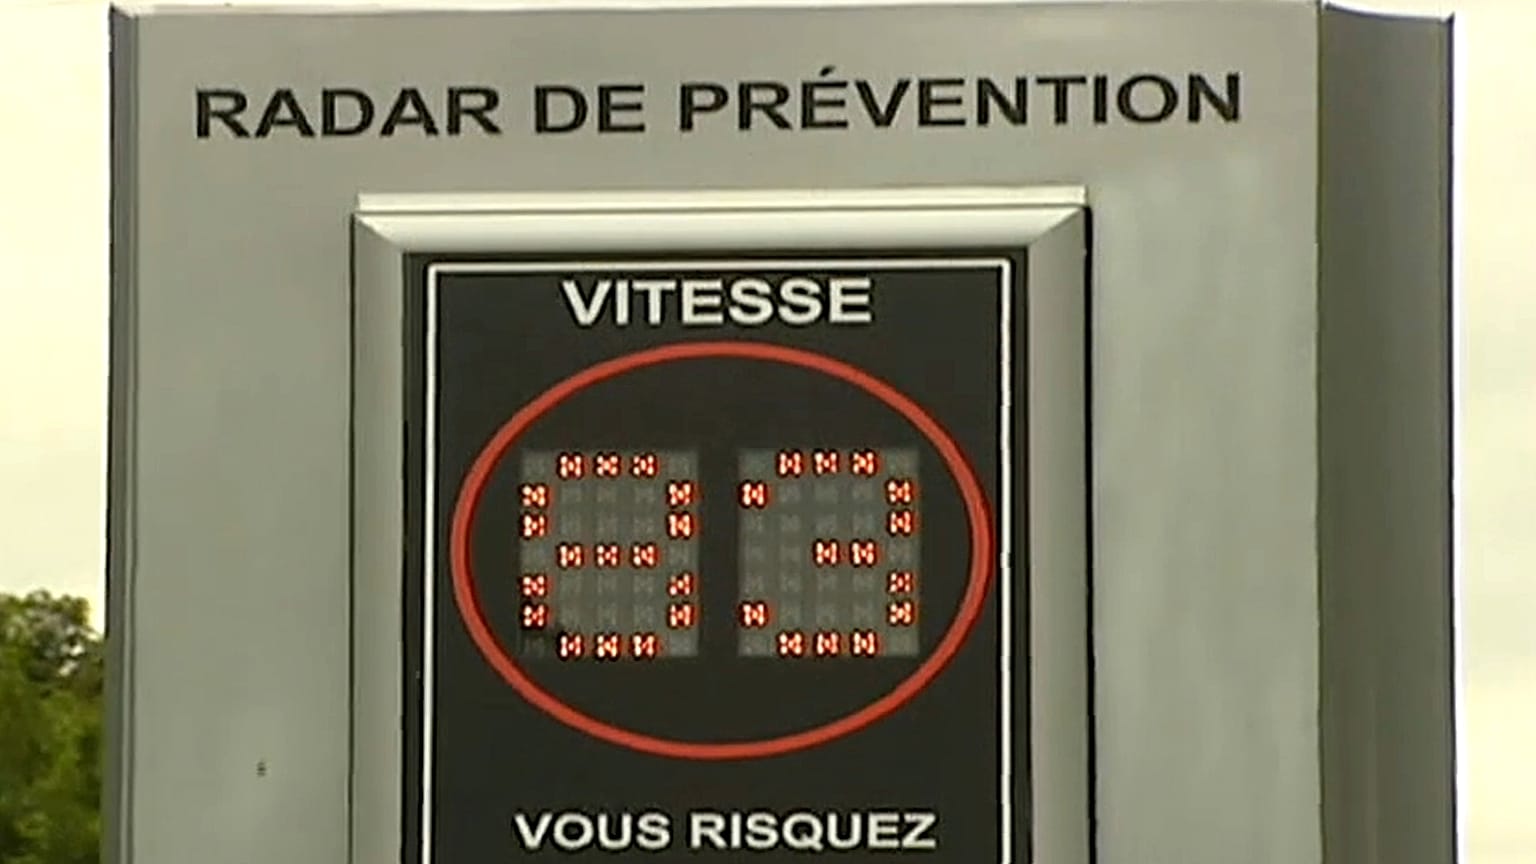 RADAR DE PRÉVENTION
VITESSE
83
VOUS RISQUEZ